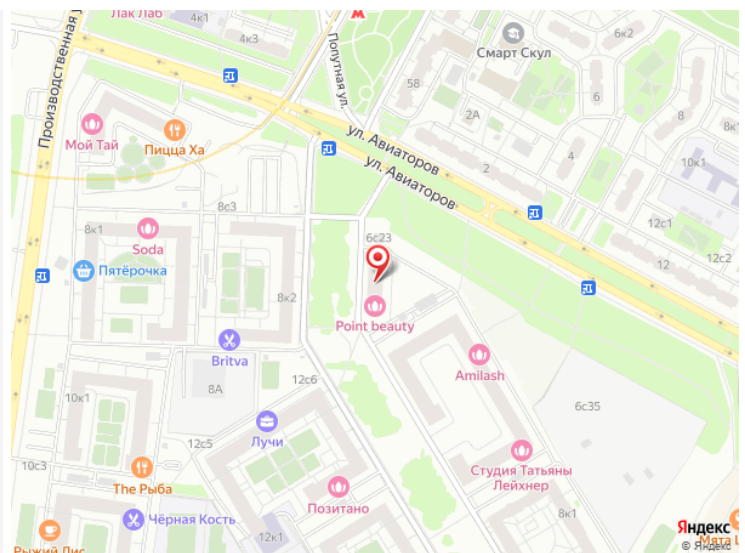 Лак Лаб
4к1
4к3
М
Попутная ул.
58
Смарт Скул
6к2
8к2
2А
6
8
8к1
Производственная у
Мой Тай
Пицца Ха
ул. Авиаторов
ул. Авиаторов
2
4
10к1
8с3
12с1
12с2
12
8к1
Soda
6с23
Пятёрочка
8к2
Point beauty
Britva
8А
12с6
Amilash
6с35
10к1
Лучи
12с5
10с3
The Рыба
Студия Татьяны
Лейхнер
Позитано
Чёрная Кость
12к1
8к1
Рыжий Лис
Мята L
Яндекс
© Яндекс